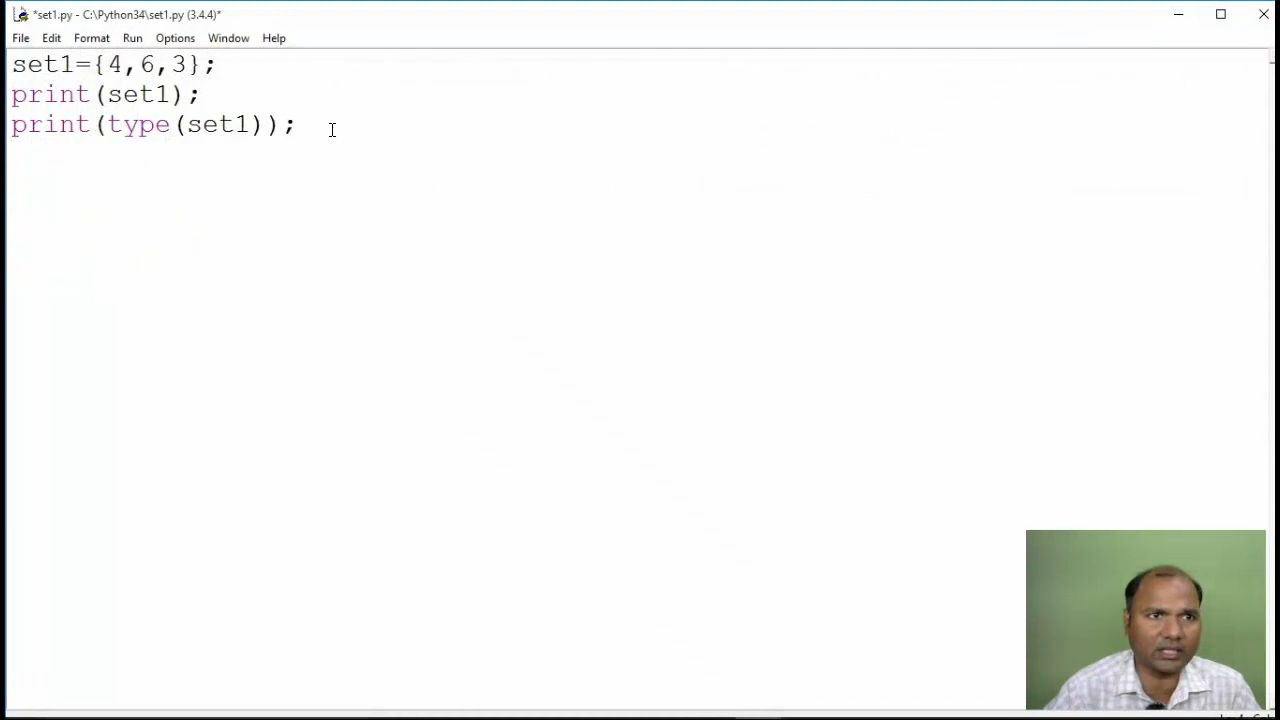 *set1.py - C:\Python34\set1.py (3.4.4)*
File Edit Format Run Options Window Help
set1={4,6,3};
print(set1);
print(type(set1));